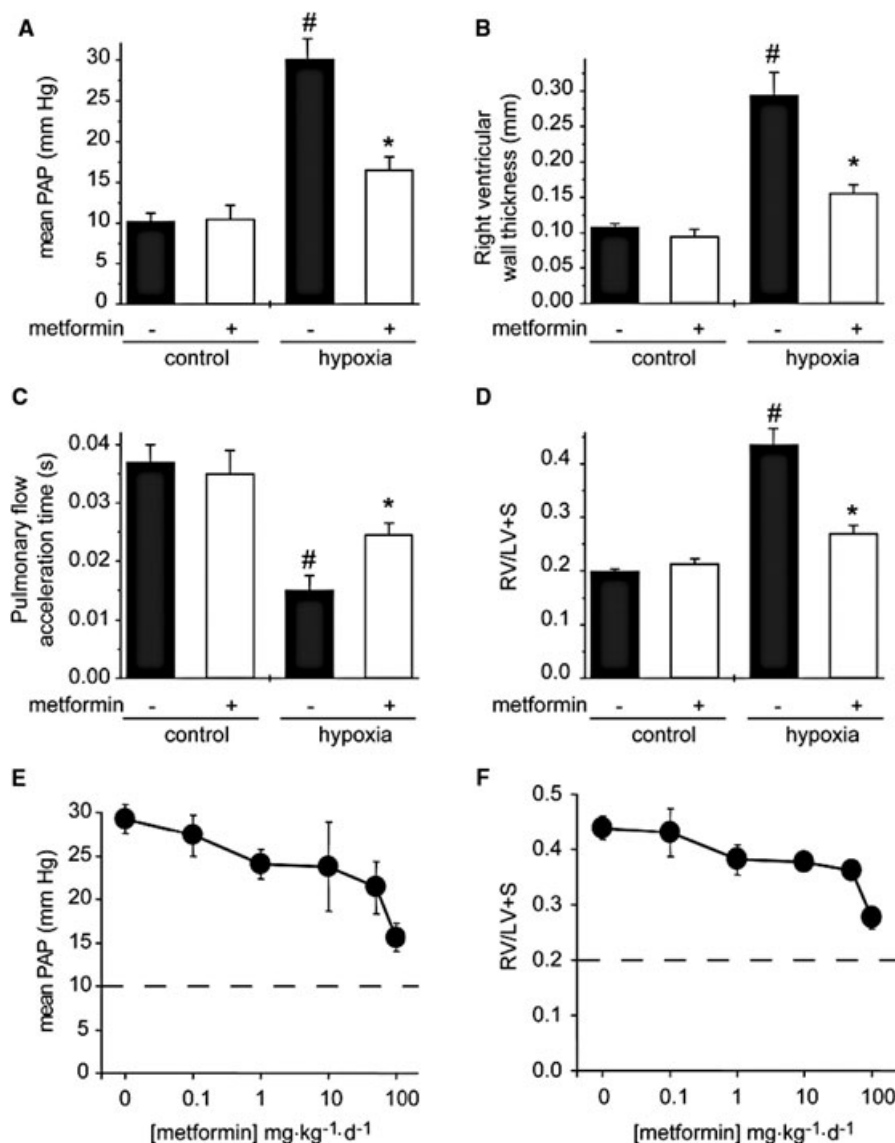 A
mean PAP (mm Hg)
30
25
20
15
10
5
0
#
*
metformin - + - +
control hypoxia
B
Right ventricular
wall thickness (mm)
0.30
0.25
0.20
0.15
0.10
0.05
0.00
#
*
metformin - + - +
control hypoxia
C
Pulmonary flow
acceleration time (s)
0.04
0.03
0.02
0.01
0.00
#
*
metformin - + - +
control hypoxia
D
RV/LV+S
0.4
0.3
0.2
0.1
0.0
#
*
metformin - + - +
control hypoxia
E
mean PAP (mm Hg)
30
25
20
15
10
5
0
0 0.1 1 10 100
[metformin] mg·kg⁻¹·d⁻¹
F
RV/LV+S
0.5
0.4
0.3
0.2
0.1
0.0
0 0.1 1 10 100
[metformin] mg·kg⁻¹·d⁻¹